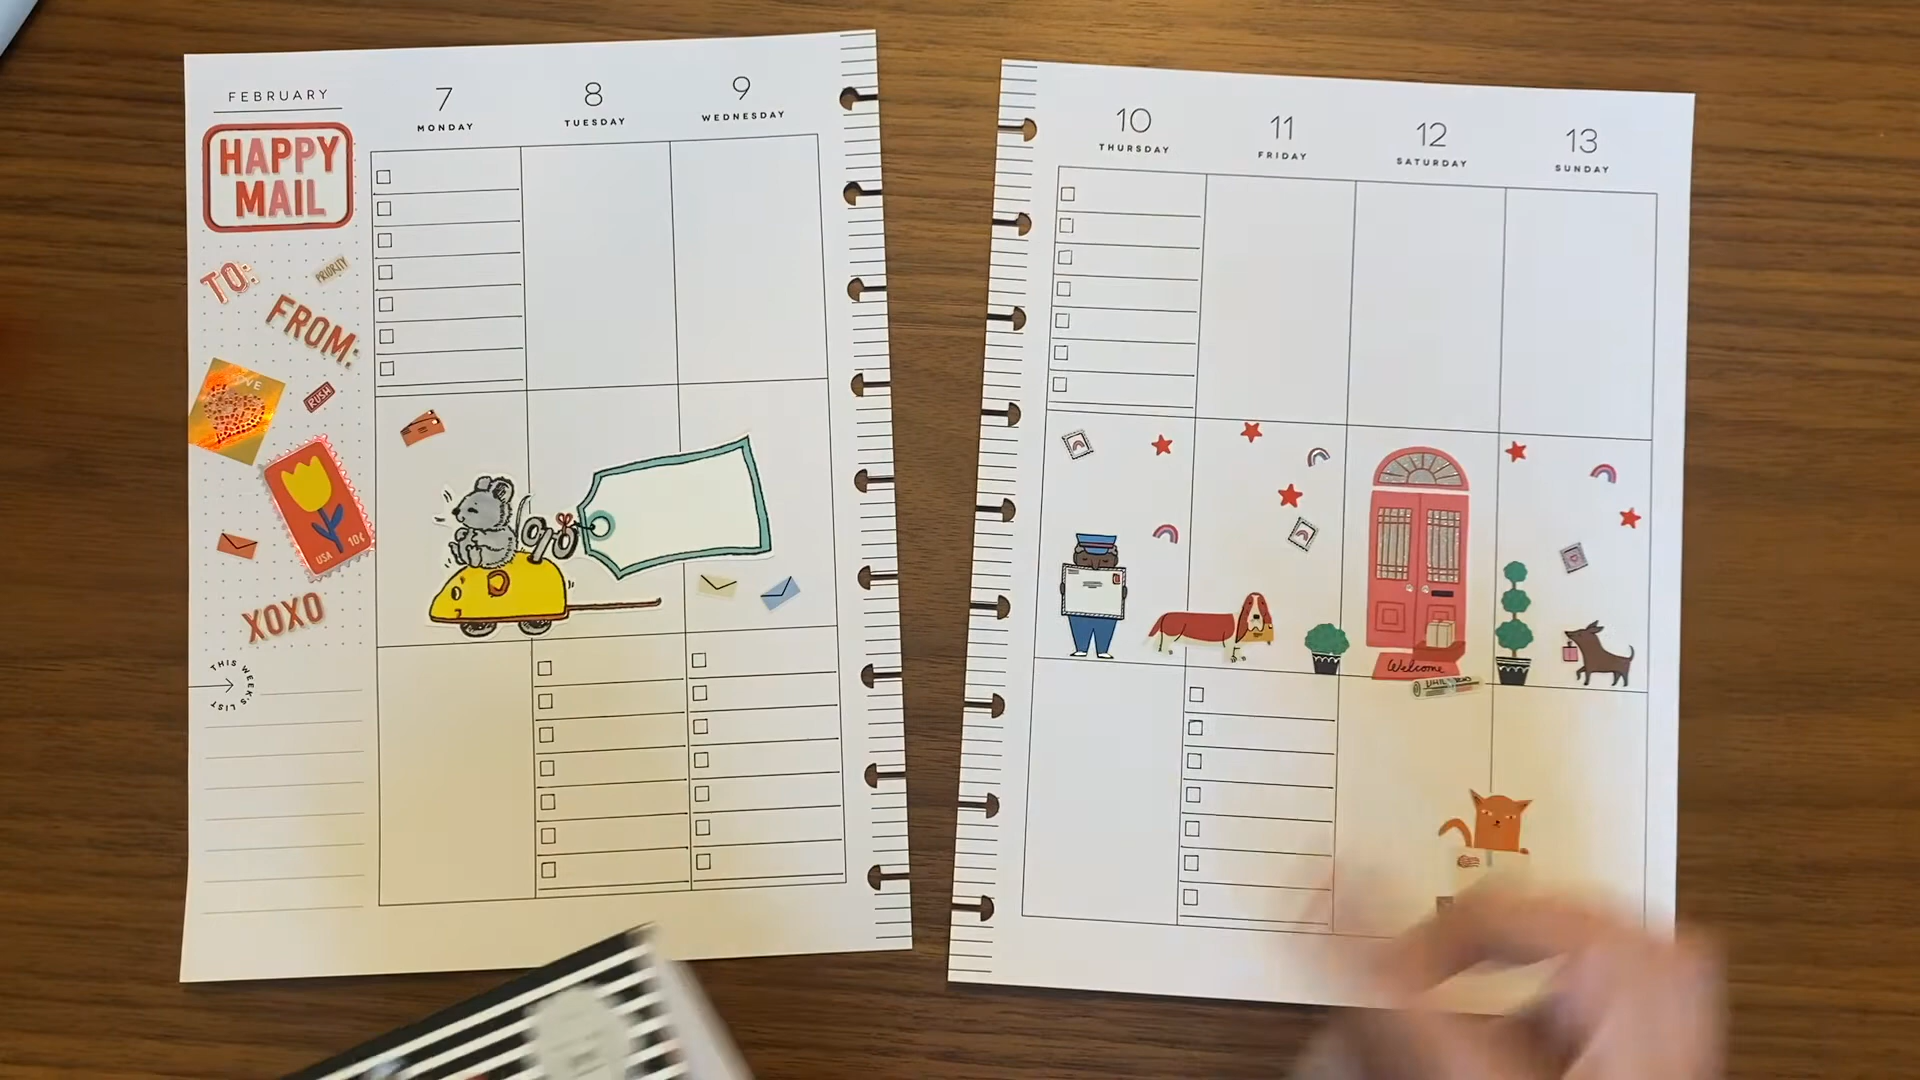 FEBRUARY
HAPPY
MAIL
TO:
PRIORITY
FROM:
RUSH
USA
10¢
XOXO
THIS WEEK'S LIST
7
MONDAY
8
TUESDAY
9
WEDNESDAY
10
THURSDAY
11
FRIDAY
12
SATURDAY
13
SUNDAY
Welcome